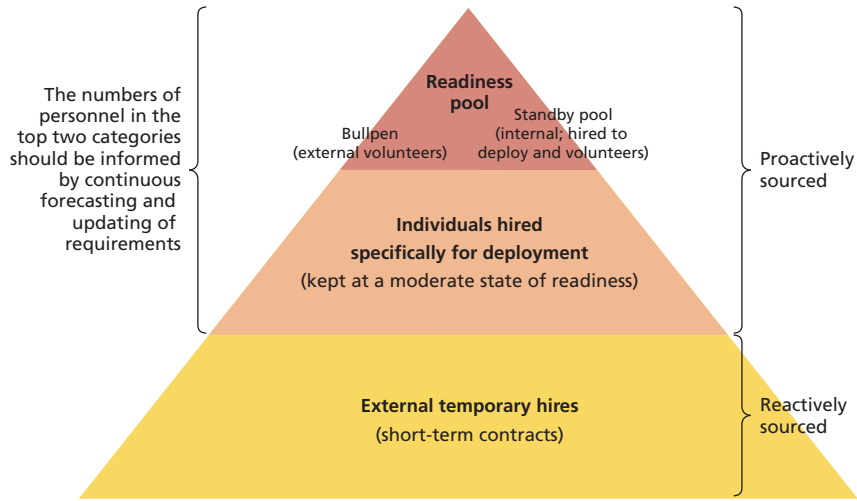 The numbers of
personnel in the
top two categories
should be informed
by continuous
forecasting and
updating of
requirements
Readiness
pool
Bullpen
(external volunteers)
Standby pool
(internal; hired to
deploy and volunteers)
Proactively
sourced
Individuals hired
specifically for deployment
(kept at a moderate state of readiness)
External temporary hires
(short-term contracts)
Reactively
sourced